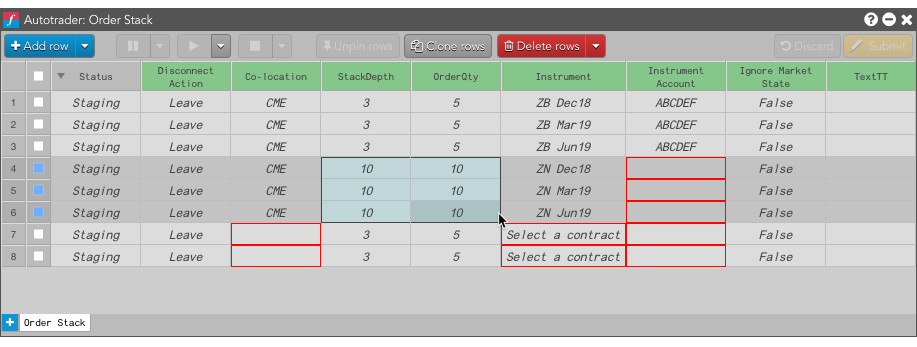 f Autotrader: Order Stack ?
+ Add row Unpin rows Clone rows Delete rows Discard Submit
Status Disconnect Action Co-location StackDepth OrderQty Instrument Instrument Account Ignore Market State TextTT
1 Staging Leave CME 3 5 ZB Dec18 ABCDEF False
2 Staging Leave CME 3 5 ZB Mar19 ABCDEF False
3 Staging Leave CME 3 5 ZB Jun19 ABCDEF False
4 Staging Leave CME 10 10 ZN Dec18 False
5 Staging Leave CME 10 10 ZN Mar19 False
6 Staging Leave CME 10 10 ZN Jun19 False
7 Staging Leave 3 5 Select a contract False
8 Staging Leave 3 5 Select a contract False
+ Order Stack